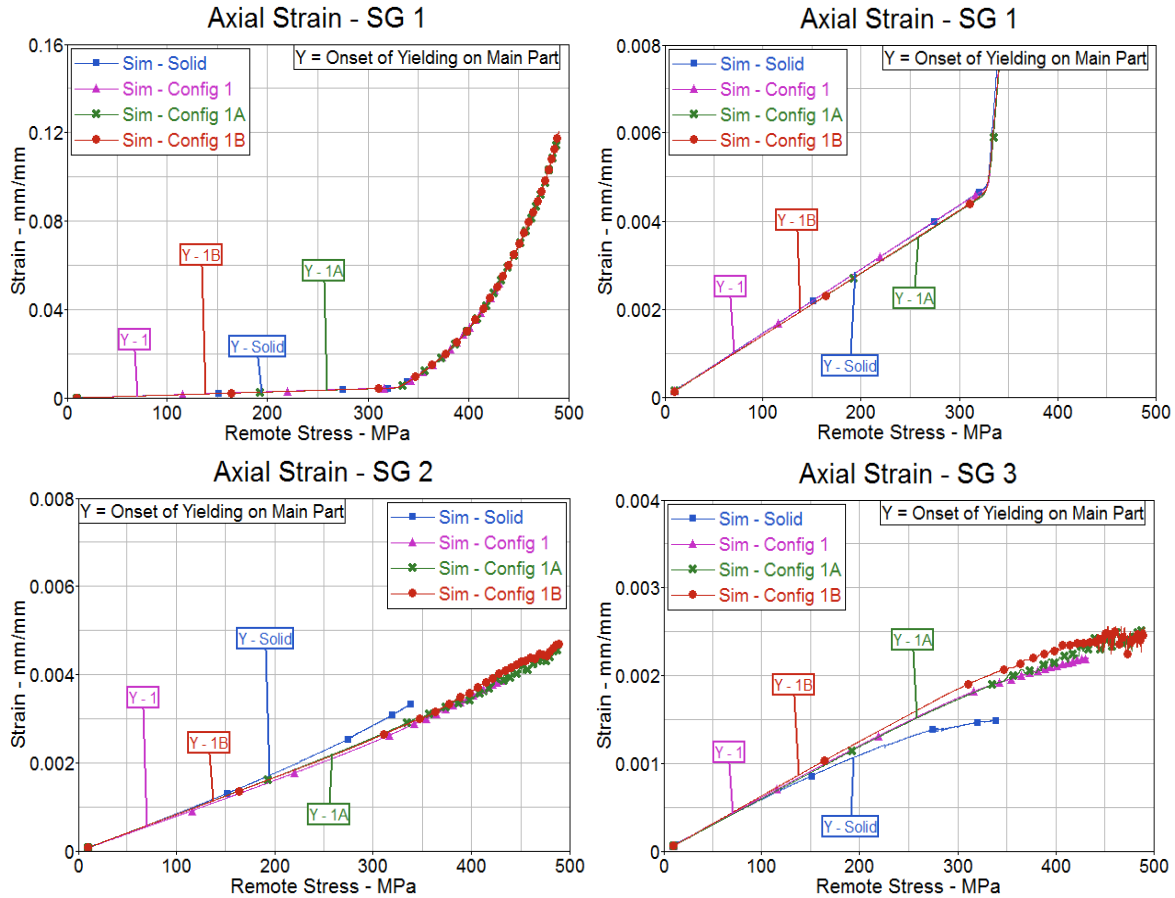 Axial Strain - SG 1
Y = Onset of Yielding on Main Part
Sim - Solid
Sim - Config 1
Sim - Config 1A
Sim - Config 1B
Y - 1
Y - 1B
Y - Solid
Y - 1A
Strain - mm/mm
0.16
0.12
0.08
0.04
0
0 100 200 300 400 500
Remote Stress - MPa
Axial Strain - SG 1
Y = Onset of Yielding on Main Part
Sim - Solid
Sim - Config 1
Sim - Config 1A
Sim - Config 1B
Y - 1B
Y - 1
Y - 1A
Y - Solid
Strain - mm/mm
0.008
0.006
0.004
0.002
0
0 100 200 300 400 500
Remote Stress - MPa
Axial Strain - SG 2
Y = Onset of Yielding on Main Part
Sim - Solid
Sim - Config 1
Sim - Config 1A
Sim - Config 1B
Y - Solid
Y - 1
Y - 1B
Y - 1A
Strain - mm/mm
0.008
0.006
0.004
0.002
0
0 100 200 300 400 500
Remote Stress - MPa
Axial Strain - SG 3
Y = Onset of Yielding on Main Part
Sim - Solid
Sim - Config 1
Sim - Config 1A
Sim - Config 1B
Y - 1A
Y - 1B
Y - 1
Y - Solid
Strain - mm/mm
0.004
0.003
0.002
0.001
0
0 100 200 300 400 500
Remote Stress - MPa